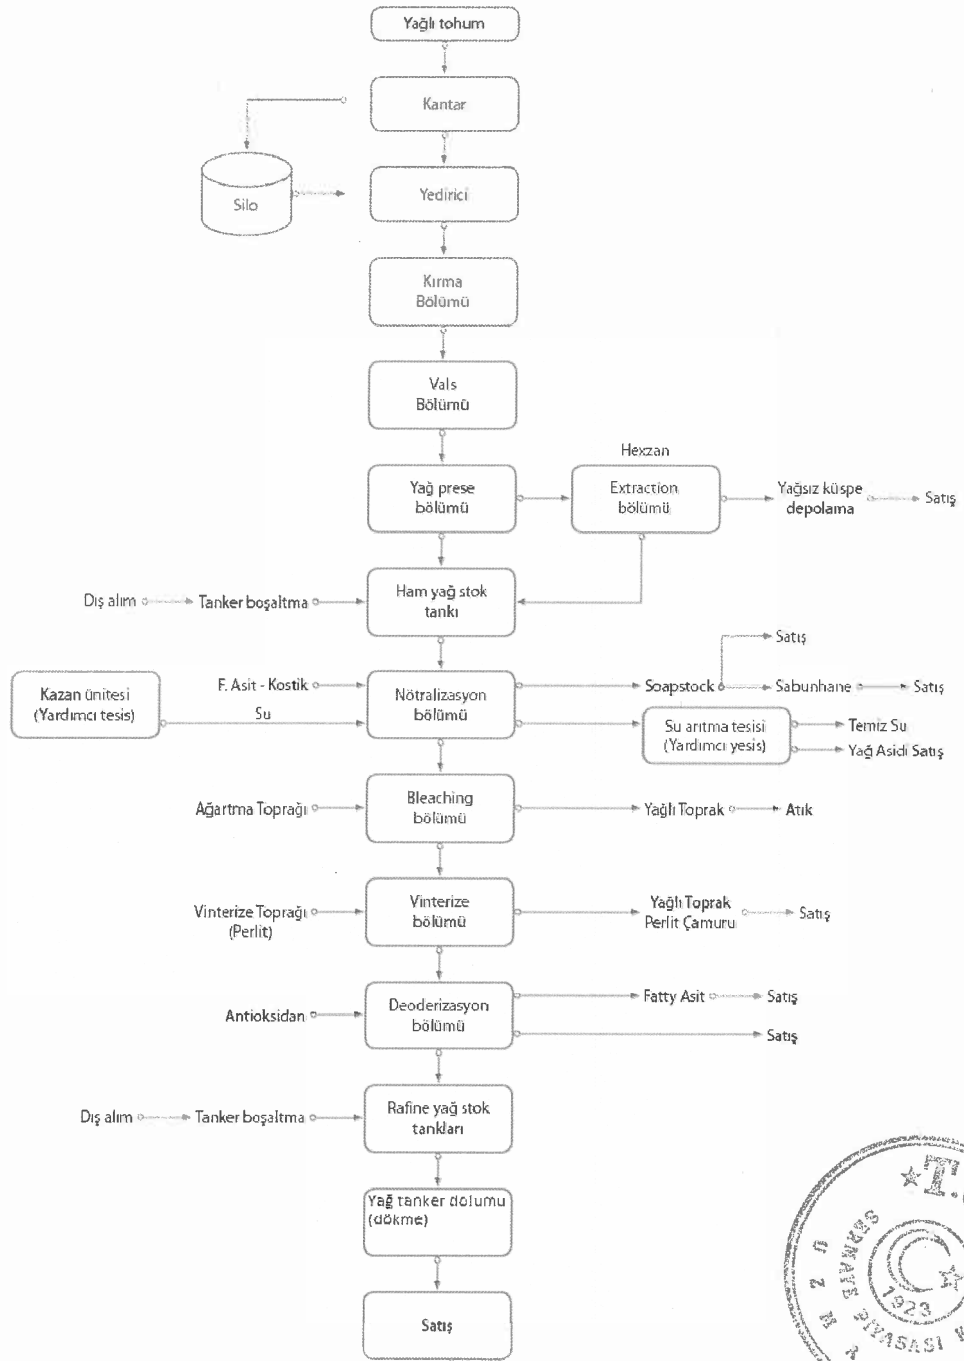 Yağlı tohum
Kantar
Silo
Yedirici
Kırma
Bölümü
Vals
Bölümü
Hexzan
Yağ prese
bölümü
Extraction
bölümü
Yağsız küspe
depolama
Satış
Dış alım
Tanker boşaltma
Ham yağ stok
tankı
Satış
Kazan ünitesi
(Yardımcı tesis)
F. Asit - Kostik
Su
Nötralizasyon
bölümü
Soapstock
Sabunhane
Satış
Su arıtma tesisi
(Yardımcı yesis)
Temiz Su
Yağ Asidi Satış
Ağartma Toprağı
Bleaching
bölümü
Yağlı Toprak
Atık
Vinterize Toprağı
(Perlit)
Vinterize
bölümü
Yağlı Toprak
Perlit Çamuru
Satış
Antioksidan
Deoderizasyon
bölümü
Fatty Asit
Satış
Satış
Dış alım
Tanker boşaltma
Rafine yağ stok
tankları
Yağ tanker dolumu
(dökme)
Satış
T.
SERMAYE PİYASASI
1923